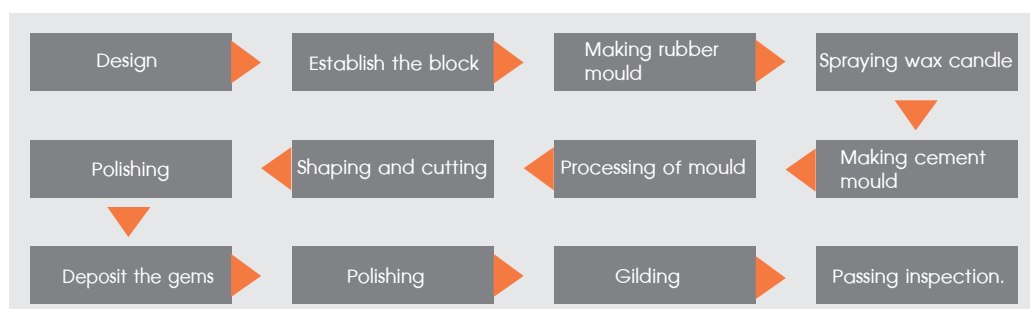 Design
Establish the block
Making rubber
mould
Spraying wax candle
Making cement
mould
Processing of mould
Shaping and cutting
Polishing
Deposit the gems
Polishing
Gilding
Passing inspection.